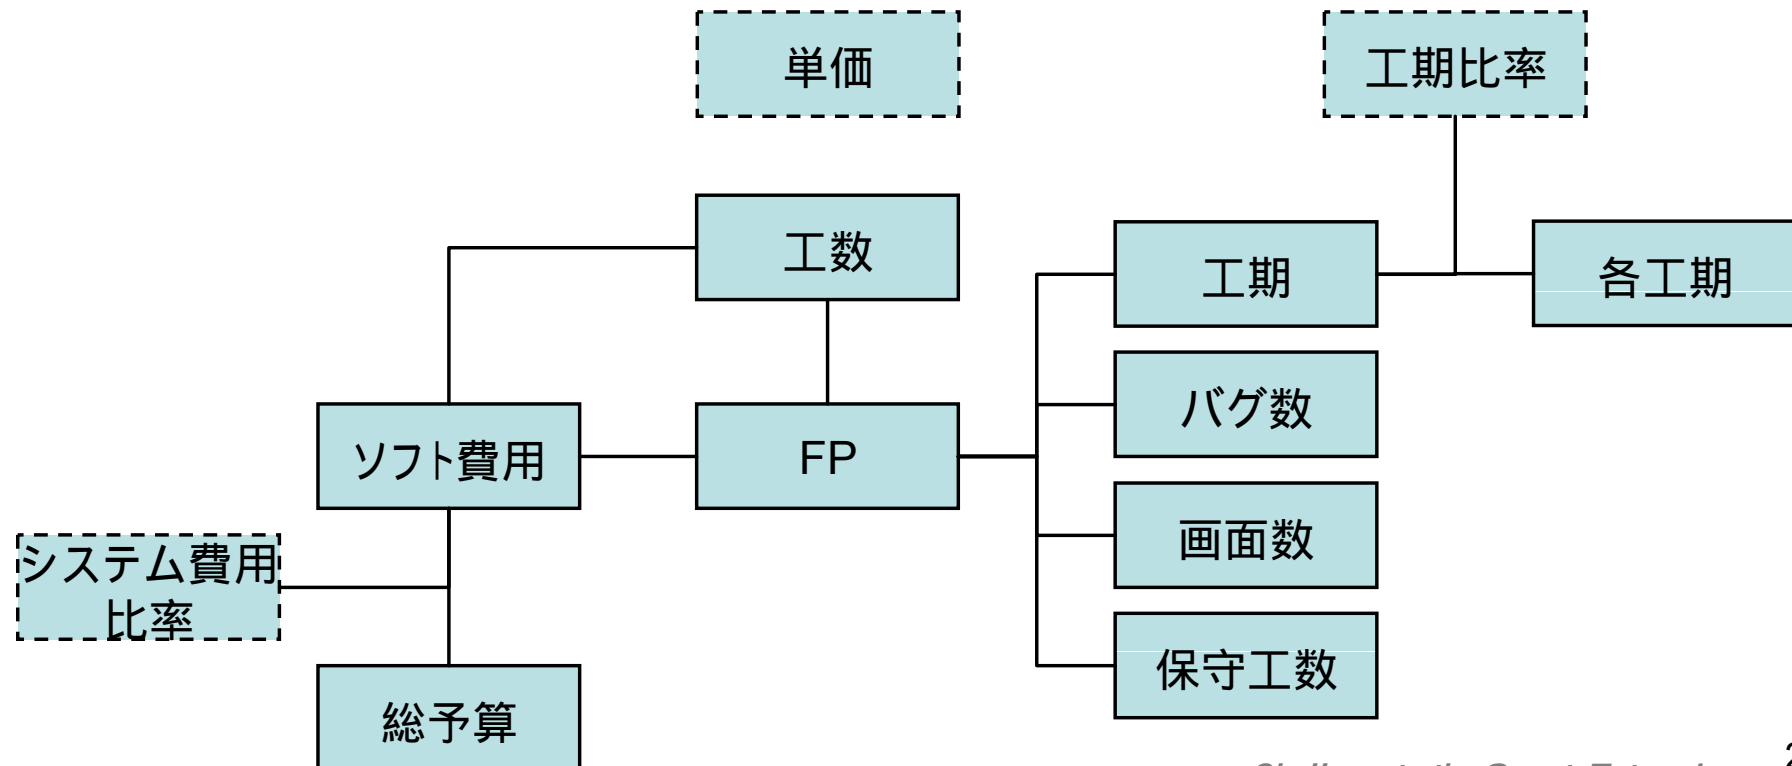 単価
工期比率
工数
工期
各工期
バグ数
ソフト費用
FP
画面数
システム費用
比率
保守工数
総予算